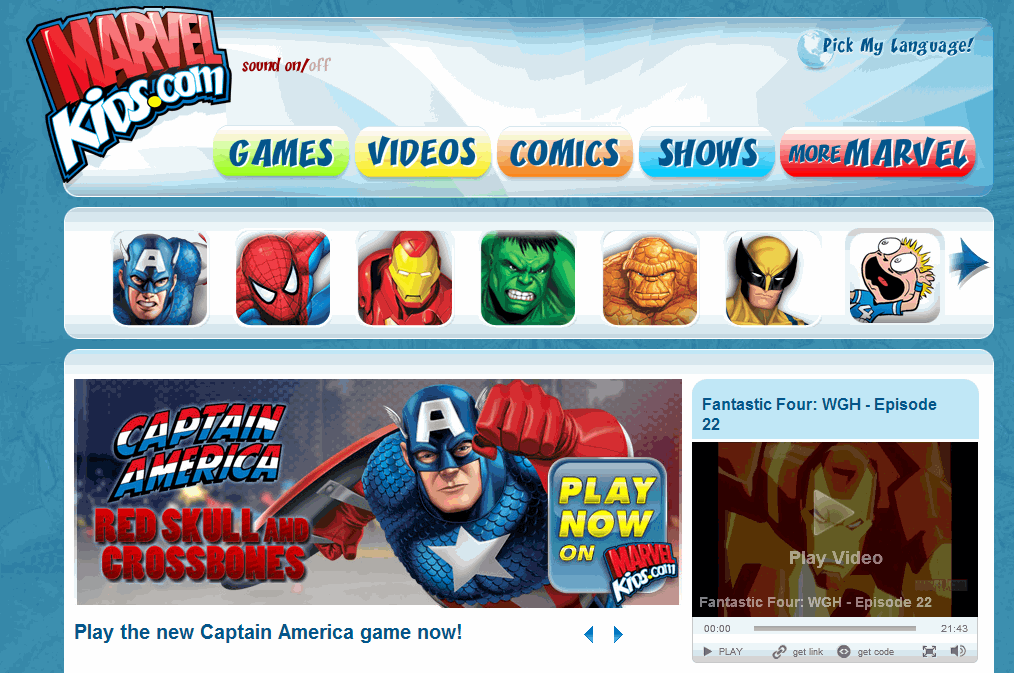 MARVEL
KiDS.com
sound on/off
Pick My Language!
GAMES
VIDEOS
COMICS
SHOWS
MORE MARVEL
A
A
CAPTAIN
AMERICA
RED SKULL AND
CROSSBONES
A
PLAY
NOW
ON
MARVEL
KiDS.com
Play the new Captain America game now!
Fantastic Four: WGH - Episode
22
Play Video
Fantastic Four: WGH - Episode 22
00:00
21:43
PLAY
get link
get code